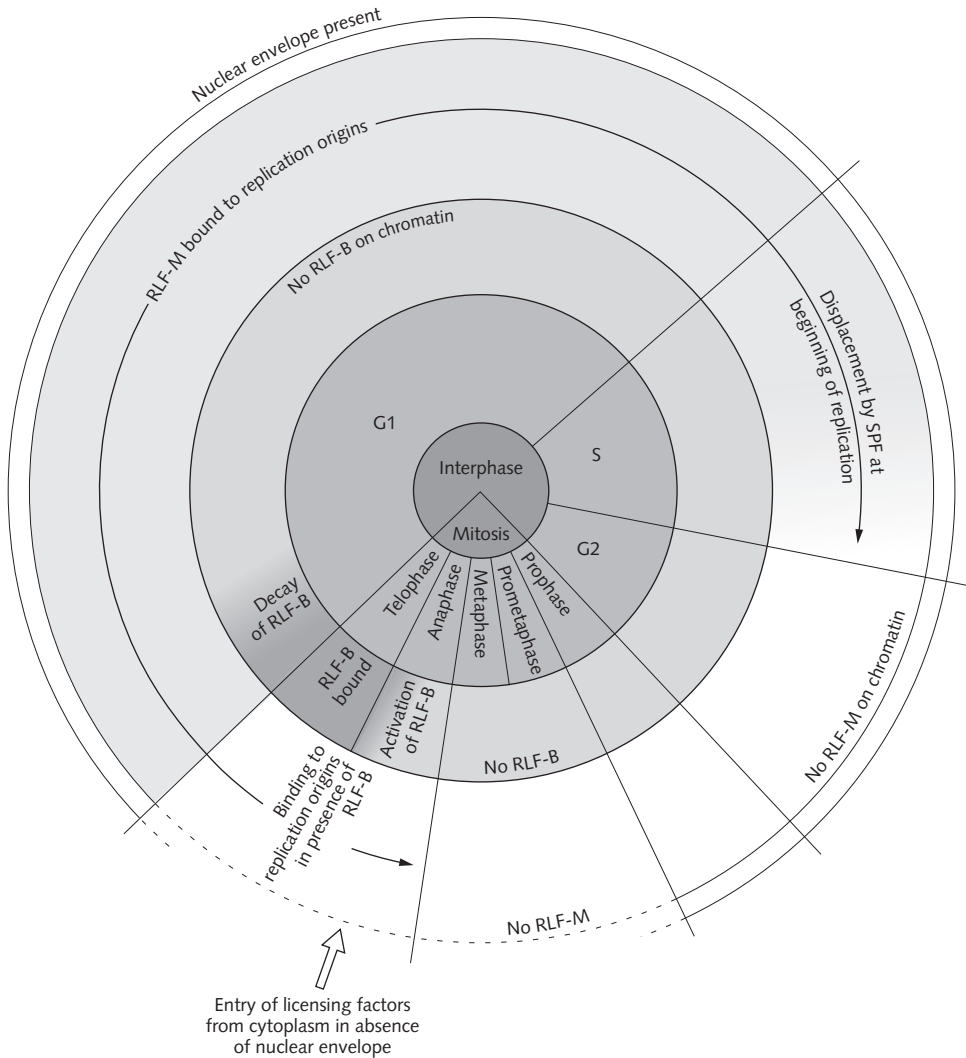 Nuclear envelope present
RLF-M bound to replication origins
No RLF-B on chromatin
G1
Interphase
S
Displacement by SPF at
beginning of replication
Mitosis
G2
Telophase
Anaphase
Metaphase
Prometaphase
Prophase
Decay
of RLF-B
RLF-B
bound
Activation
of RLF-B
No RLF-B
No RLF-M on chromatin
Binding to
replication origins
in presence of
RLF-B
No RLF-M
Entry of licensing factors
from cytoplasm in absence
of nuclear envelope